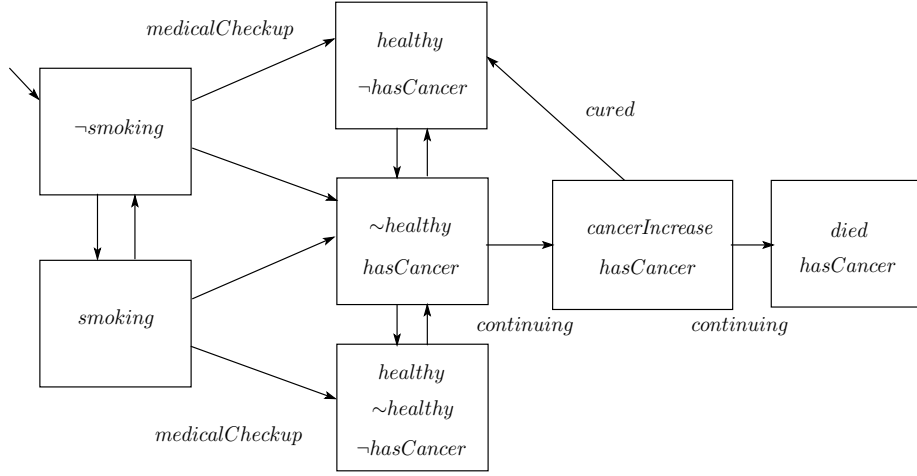 medicalCheckup
healthy
¬hasCancer
¬smoking
cured
∼healthy
hasCancer
cancerIncrease
hasCancer
died
hasCancer
smoking
continuing
continuing
healthy
∼healthy
¬hasCancer
medicalCheckup